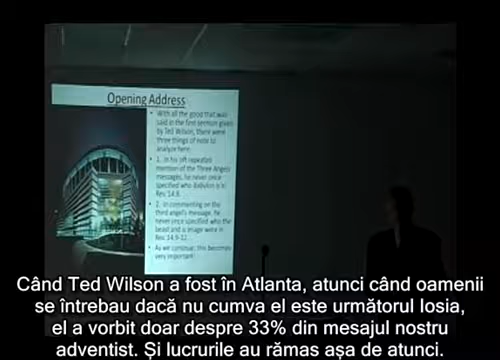 Opening Address
With all the good that was
said in the first sermon given
by Ted Wilson, there were
three things of note to
analyze here.
1. In his oft repeated
mention of the Three Angels
messages, he never once
specified who Babylon is in
Rev. 14:8.
2. In commenting on the
third angel's message, he
never once specified who the
beast and is image were in
Rev. 14:9-12.
As we continue, this becomes
very important.
Când Ted Wilson a fost în Atlanta, atunci când oamenii
se întrebau dacă nu cumva el este următorul Iosia,
el a vorbit doar despre 33% din mesajul nostru
adventist. Și lucrurile au rămas așa de atunci.